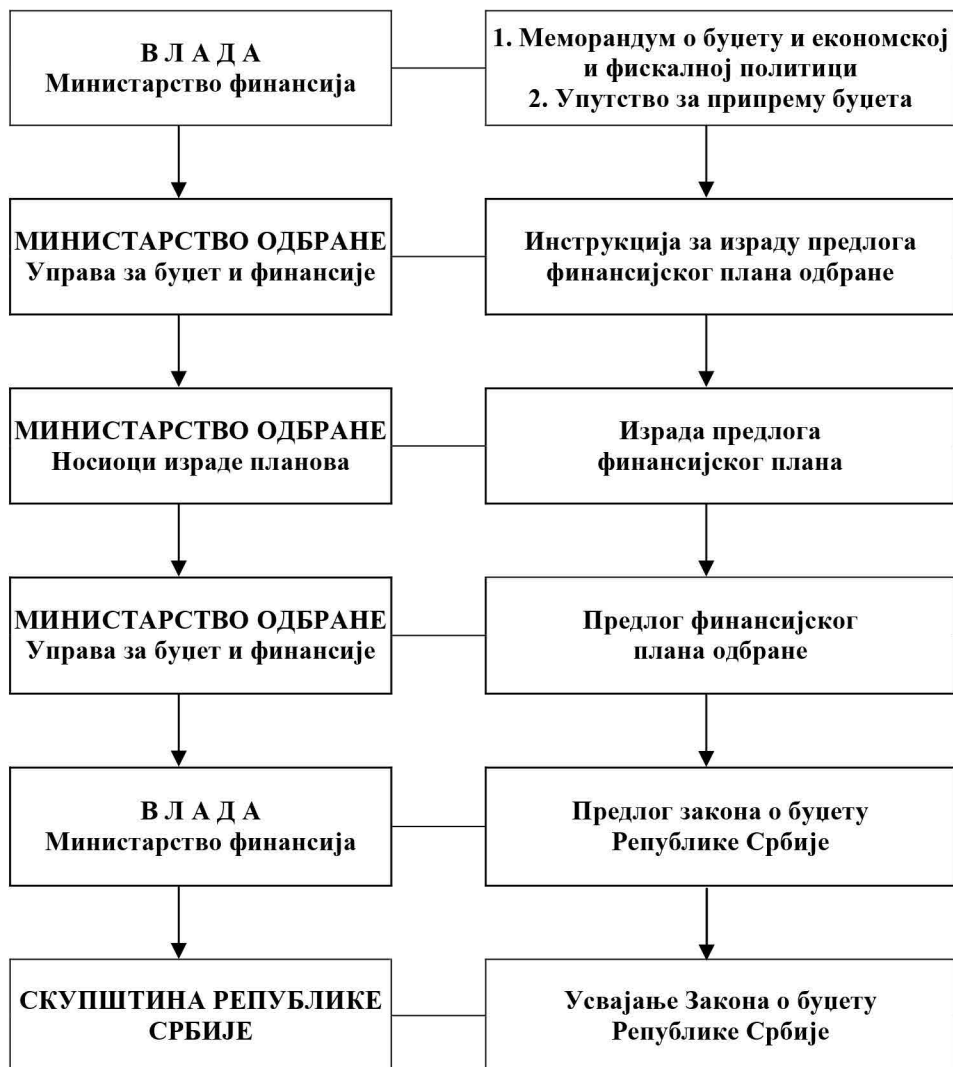 В Л А Д А
Министарство финансија
1. Меморандум о буџету и економској
и фискалној политици
2. Упутство за припрему буџета
МИНИСТАРСТВО ОДБРАНЕ
Управа за буџет и финансије
Инструкција за израду предлога
финансијског плана одбране
МИНИСТАРСТВО ОДБРАНЕ
Носиоци израде планова
Израда предлога
финансијског плана
МИНИСТАРСТВО ОДБРАНЕ
Управа за буџет и финансије
Предлог финансијског
плана одбране
В Л А Д А
Министарство финансија
Предлог закона о буџету
Републике Србије
СКУПШТИНА РЕПУБЛИКЕ
СРБИЈЕ
Усвајање Закона о буџету
Републике Србије